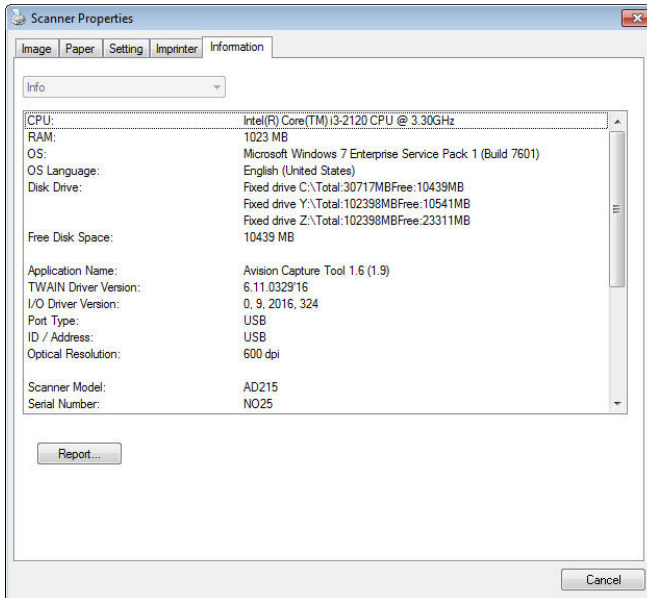 Scanner Properties
Image Paper Setting Imprinter Information
Info
CPU: Intel(R) Core(TM) i3-2120 CPU @ 3.30GHz
RAM: 1023 MB
OS: Microsoft Windows 7 Enterprise Service Pack 1 (Build 7601)
OS Language: English (United States)
Disk Drive: Fixed drive C:\Total:30717MBFree:10439MB
Fixed drive Y:\Total:102398MBFree:10541MB
Fixed drive Z:\Total:102398MBFree:23311MB
Free Disk Space: 10439 MB
Application Name: Avision Capture Tool 1.6 (1.9)
TWAIN Driver Version: 6.11.0329'16
I/O Driver Version: 0, 9, 2016, 324
Port Type: USB
ID / Address: USB
Optical Resolution: 600 dpi
Scanner Model: AD215
Serial Number: NO25
Report...
Cancel